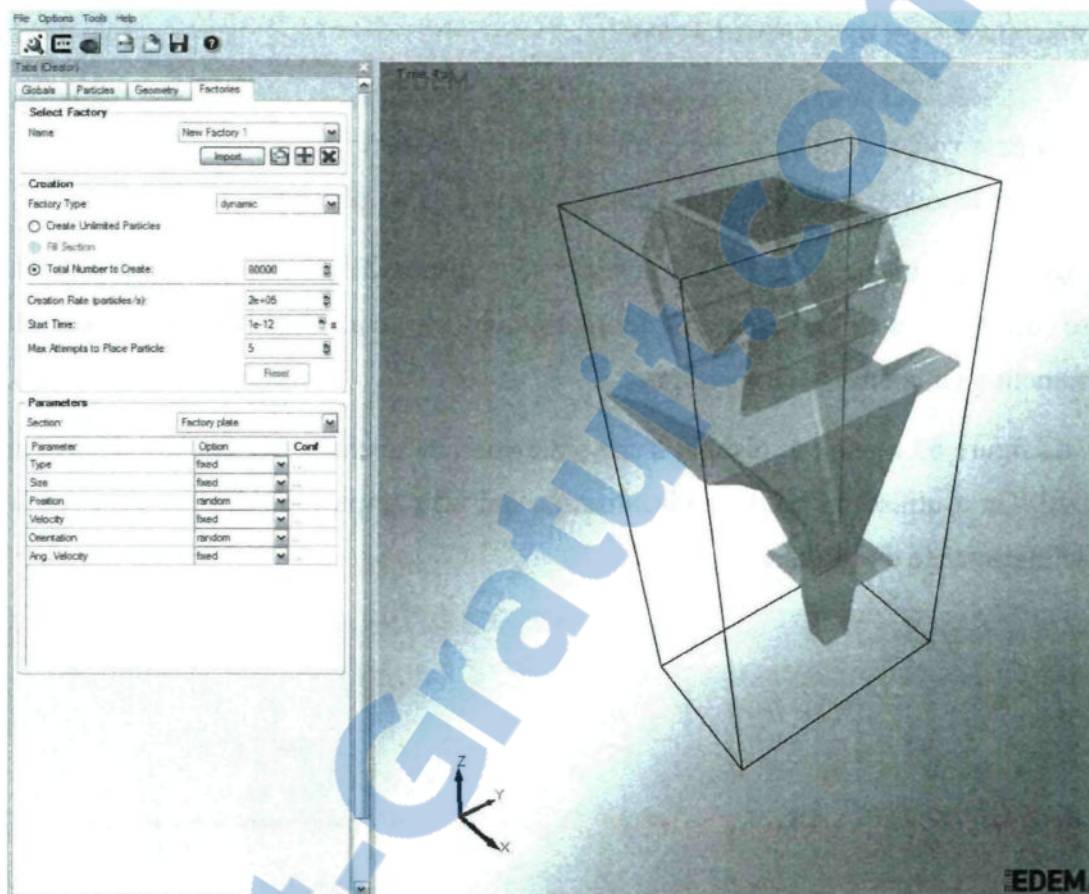 File Options Tools Help
Tabs (Creator)
Globals Particles Geometry Factories
Select Factory
Name New Factory 1
Import...
Creation
Factory Type: dynamic
Create Unlimited Particles
Fill Section
Total Number to Create: 80000
Creation Rate (particles/s): 2e+05
Start Time: 1e-12 s
Max Attempts to Place Particle: 5
Reset
Parameters
Section: Factory plate
Parameter Option Conf
Type fixed ...
Size fixed ...
Position random ...
Velocity fixed ...
Orientation random ...
Ang. Velocity fixed ...
EDEM
Z
Y
X
EDEM
-Gratuit.com